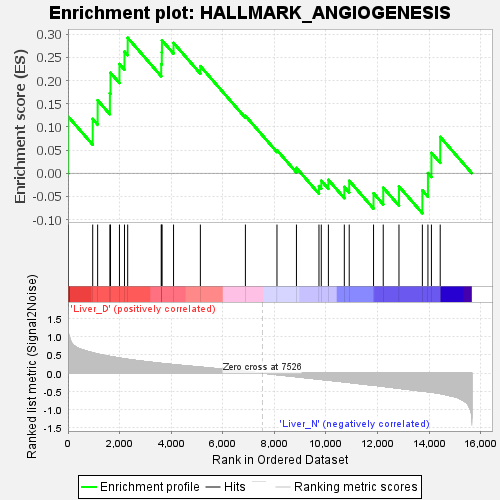 Enrichment plot: HALLMARK_ANGIOGENESIS
Enrichment score (ES)
0.30
0.25
0.20
0.15
0.10
0.05
0.00
-0.05
-0.10
'Liver_D' (positively correlated)
Ranked list metric (Signal2Noise)
1.5
1.0
0.5
0.0
-0.5
-1.0
-1.5
Zero cross at 7526
'Liver_N' (negatively correlated)
0 2,000 4,000 6,000 8,000 10,000 12,000 14,000 16,000
Rank in Ordered Dataset
Enrichment profile Hits Ranking metric scores